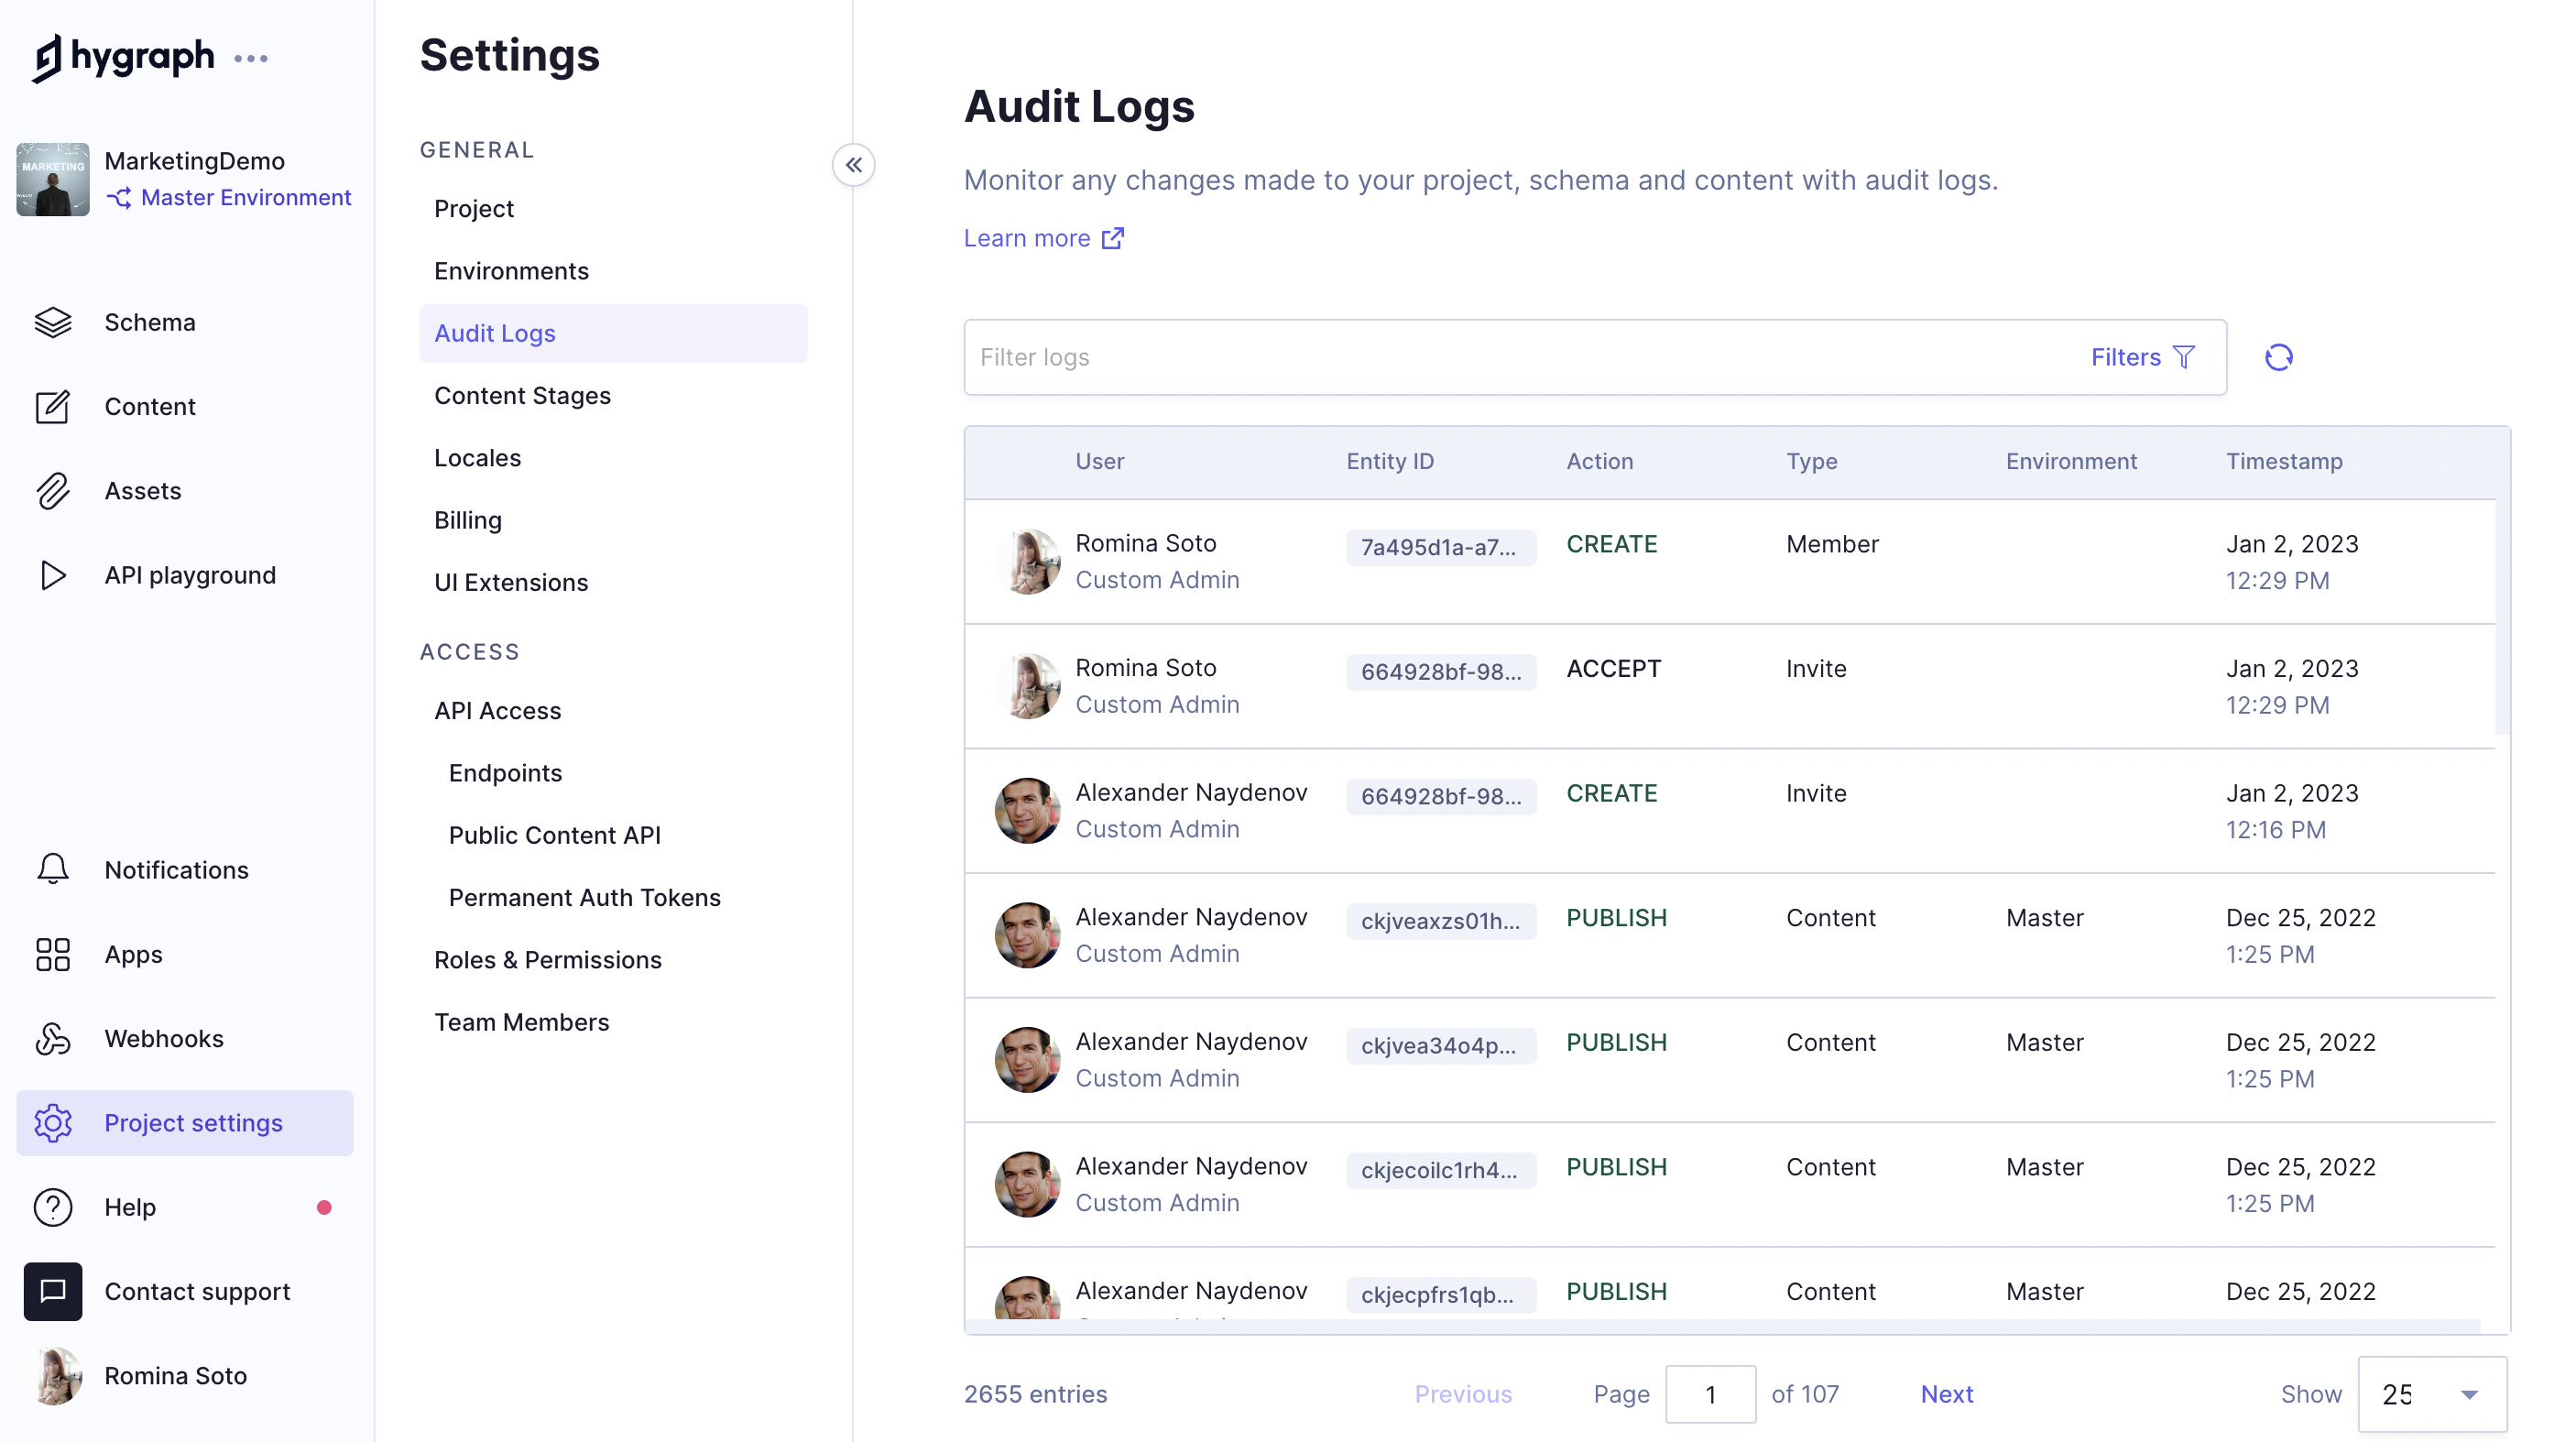 hygraph
MARKETING
MarketingDemo
Master Environment
Schema
Content
Assets
API playground
Notifications
Apps
Webhooks
Project settings
Help
Contact support
Romina Soto
Settings
GENERAL
Project
Environments
Audit Logs
Content Stages
Locales
Billing
UI Extensions
ACCESS
API Access
Endpoints
Public Content API
Permanent Auth Tokens
Roles & Permissions
Team Members
Audit Logs
Monitor any changes made to your project, schema and content with audit logs.
Learn more
Filter logs Filters
User Entity ID Action Type Environment Timestamp
Romina Soto 7a495d1a-a7... CREATE Member Jan 2, 2023
Custom Admin 12:29 PM
Romina Soto 664928bf-98... ACCEPT Invite Jan 2, 2023
Custom Admin 12:29 PM
Alexander Naydenov 664928bf-98... CREATE Invite Jan 2, 2023
Custom Admin 12:16 PM
Alexander Naydenov ckjveaxzs01h... PUBLISH Content Master Dec 25, 2022
Custom Admin 1:25 PM
Alexander Naydenov ckjvea34o4p... PUBLISH Content Master Dec 25, 2022
Custom Admin 1:25 PM
Alexander Naydenov ckjecoilc1rh4... PUBLISH Content Master Dec 25, 2022
Custom Admin 1:25 PM
Alexander Naydenov ckjecpfrs1qb... PUBLISH Content Master Dec 25, 2022
2655 entries Previous Page 1 of 107 Next Show 25